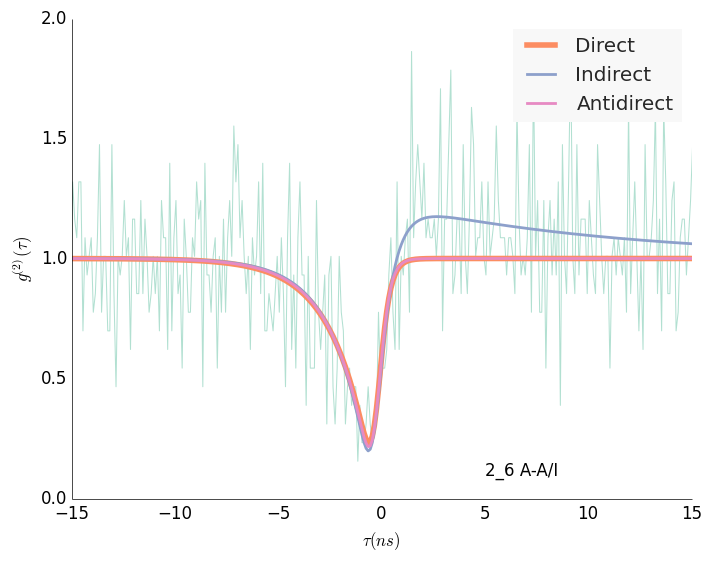 2.0
1.5
1.0
0.5
0.0
g⁽²⁾(τ)
Direct
Indirect
Antidirect
2_6 A-A/I
−15 −10 −5 0 5 10 15
τ(ns)